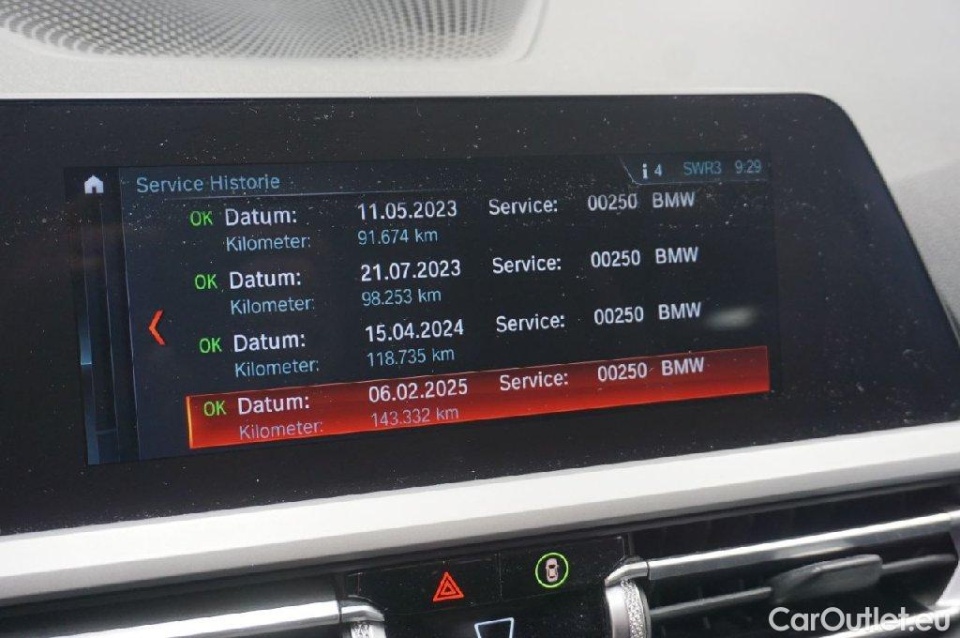 Service Historie
i 4 SWR3 9:29
OK Datum: 11.05.2023 Service: 00250 BMW
Kilometer: 91.674 km
OK Datum: 21.07.2023 Service: 00250 BMW
Kilometer: 98.253 km
OK Datum: 15.04.2024 Service: 00250 BMW
Kilometer: 118.735 km
OK Datum: 06.02.2025 Service: 00250 BMW
Kilometer: 143.332 km
CarOutlet.eu